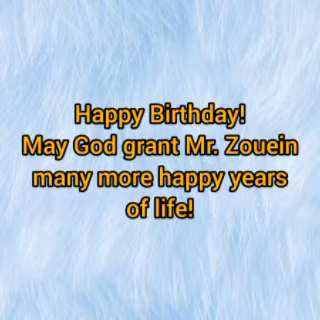 Happy Birthday!
May God grant Mr. Zouein
many more happy years
of life!